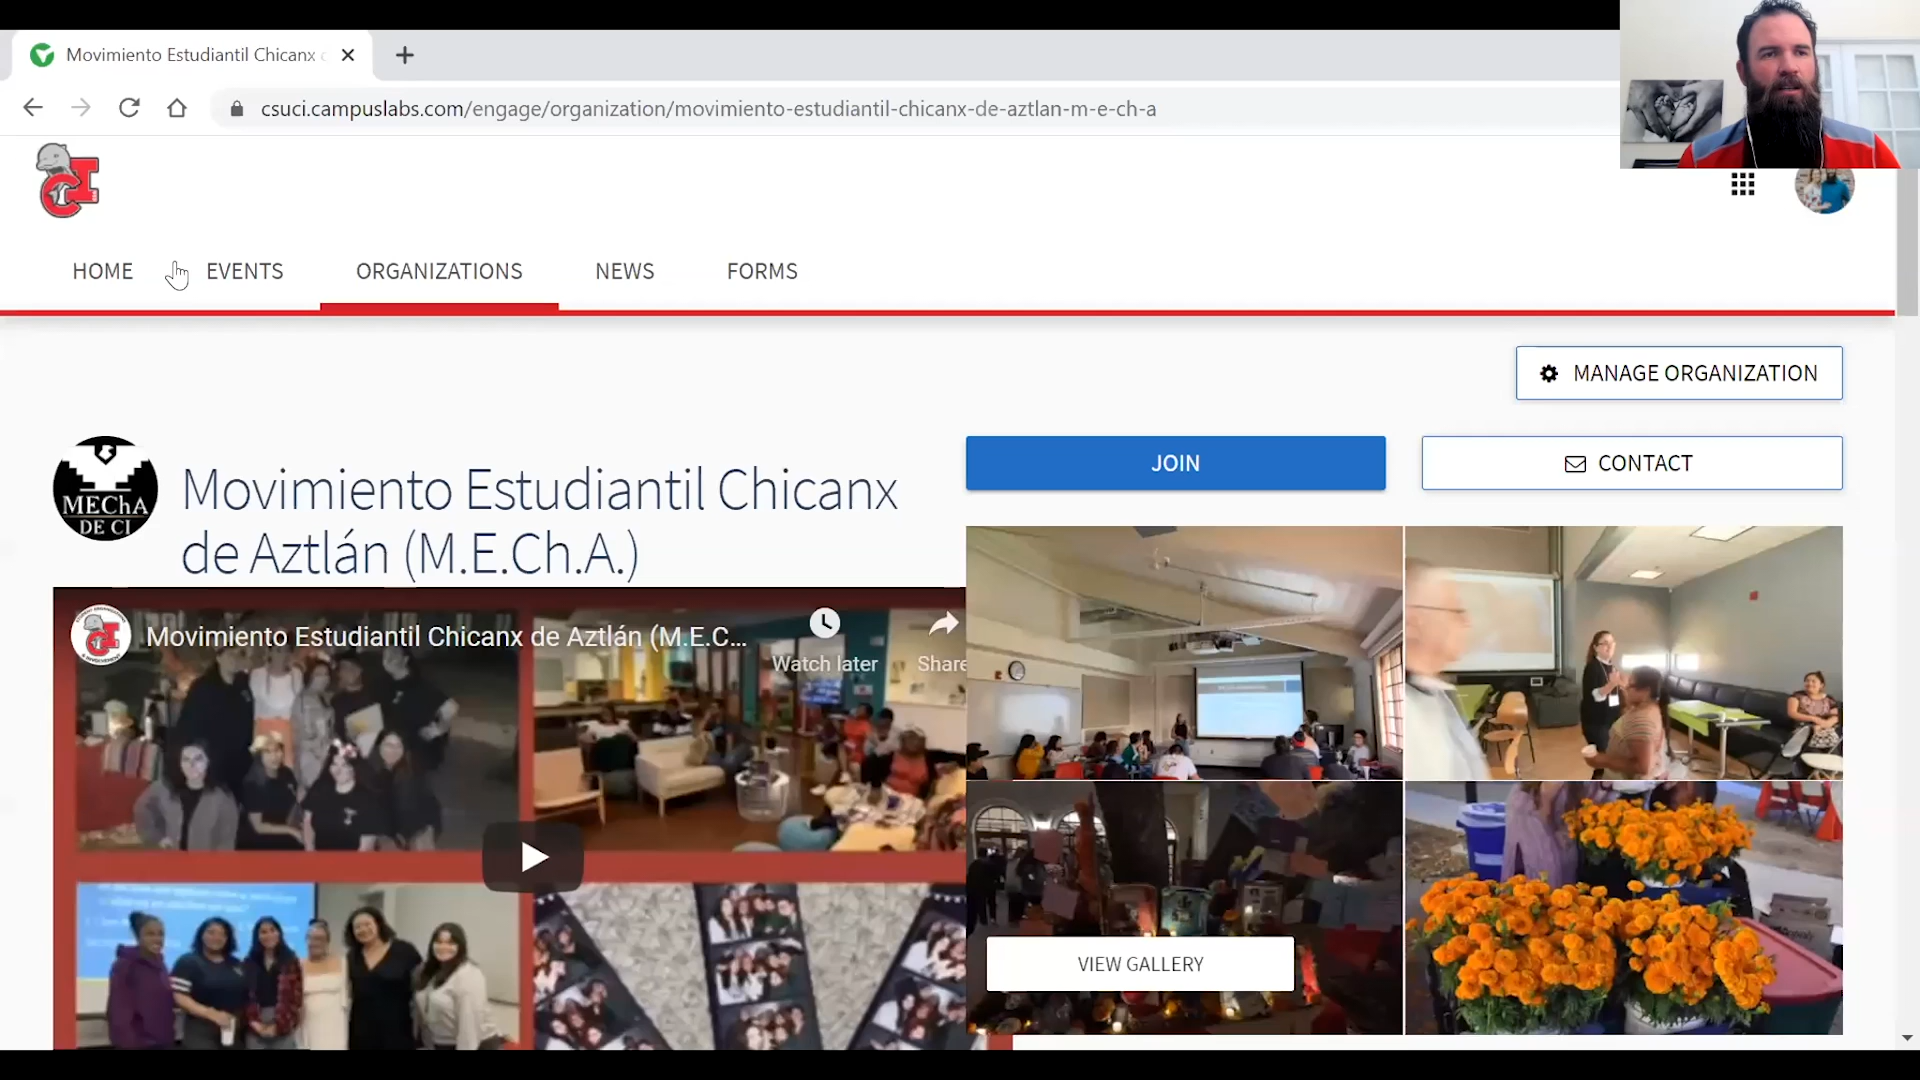 Movimiento Estudiantil Chicanx
csuci.campuslabs.com/engage/organization/movimiento-estudiantil-chicanx-de-aztlan-m-e-ch-a
CI
HOME
EVENTS
ORGANIZATIONS
NEWS
FORMS
MANAGE ORGANIZATION
JOIN
CONTACT
MEChA
DE CI
Movimiento Estudiantil Chicanx
de Aztlán (M.E.Ch.A.)
Movimiento Estudiantil Chicanx de Aztlán (M.E.C...
Watch later
Share
VIEW GALLERY